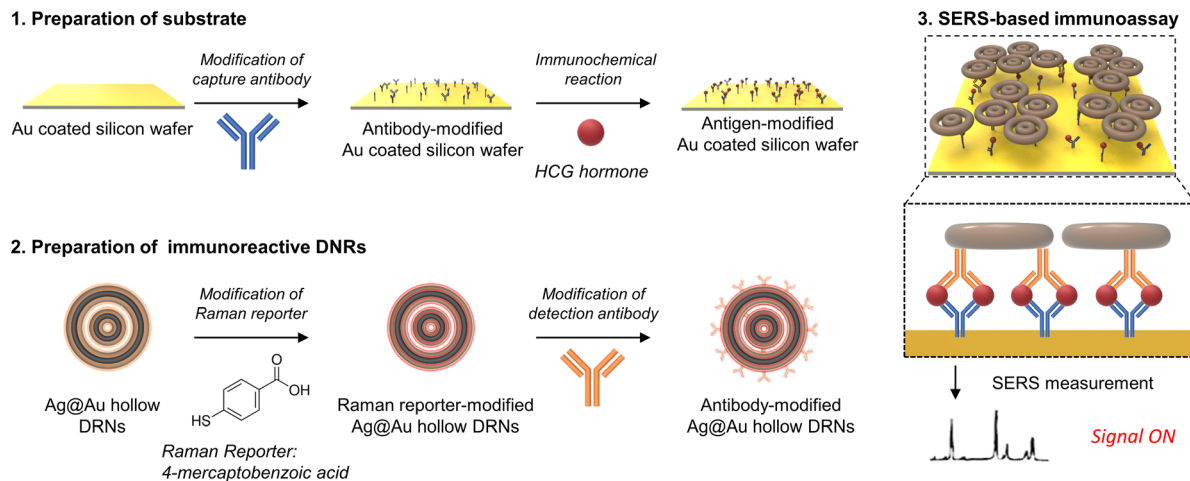 1. Preparation of substrate
Modification of
capture antibody
Immunochemical
reaction
Au coated silicon wafer
Antibody-modified
Au coated silicon wafer
HCG hormone
Antigen-modified
Au coated silicon wafer
2. Preparation of immunoreactive DNRs
Modification of
Raman reporter
Modification of
detection antibody
O
OH
HS
Ag@Au hollow
DRNs
Raman Reporter:
4-mercaptobenzoic acid
Raman reporter-modified
Ag@Au hollow DRNs
Antibody-modified
Ag@Au hollow DRNs
3. SERS-based immunoassay
SERS measurement
Signal ON